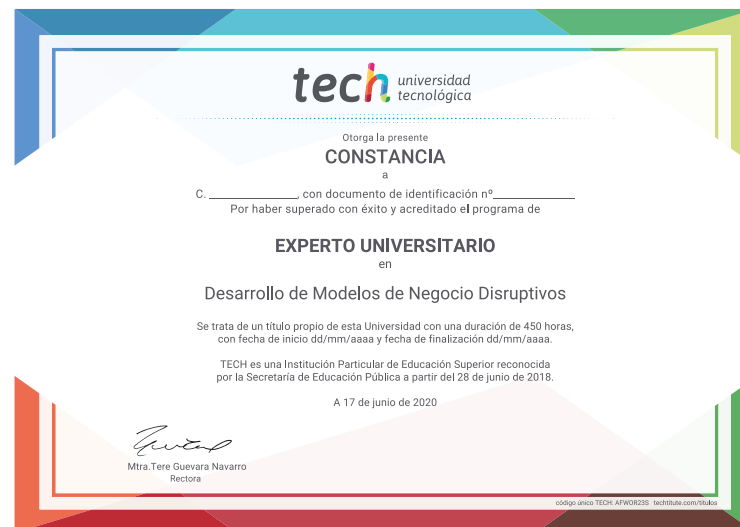 tech universidad
tecnológica
Otorga la presente
CONSTANCIA
a
C. ______________, con documento de identificación nº______________
Por haber superado con éxito y acreditado el programa de
EXPERTO UNIVERSITARIO
en
Desarrollo de Modelos de Negocio Disruptivos
Se trata de un título propio de esta Universidad con una duración de 450 horas,
con fecha de inicio dd/mm/aaaa y fecha de finalización dd/mm/aaaa.
TECH es una Institución Particular de Educación Superior reconocida
por la Secretaría de Educación Pública a partir del 28 de junio de 2018.
A 17 de junio de 2020
Mtra.Tere Guevara Navarro
Rectora
código único TECH: AFWOR23S techtitute.com/titulos